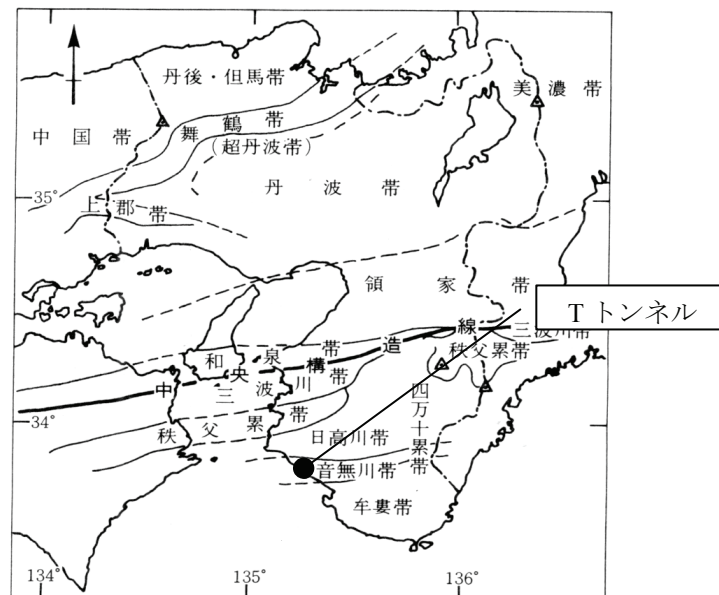 丹後・但馬帯
美濃帯
中国帯
舞鶴帯
(超丹波帯)
丹波帯
35°
上郡帯
領家帯
Tトンネル
和泉帯
中央構造線
三波川帯
三波川帯
秩父累帯
秩父累帯
四万十累帯
34°
日高川帯
音無川帯
牟婁帯
134°
135°
136°